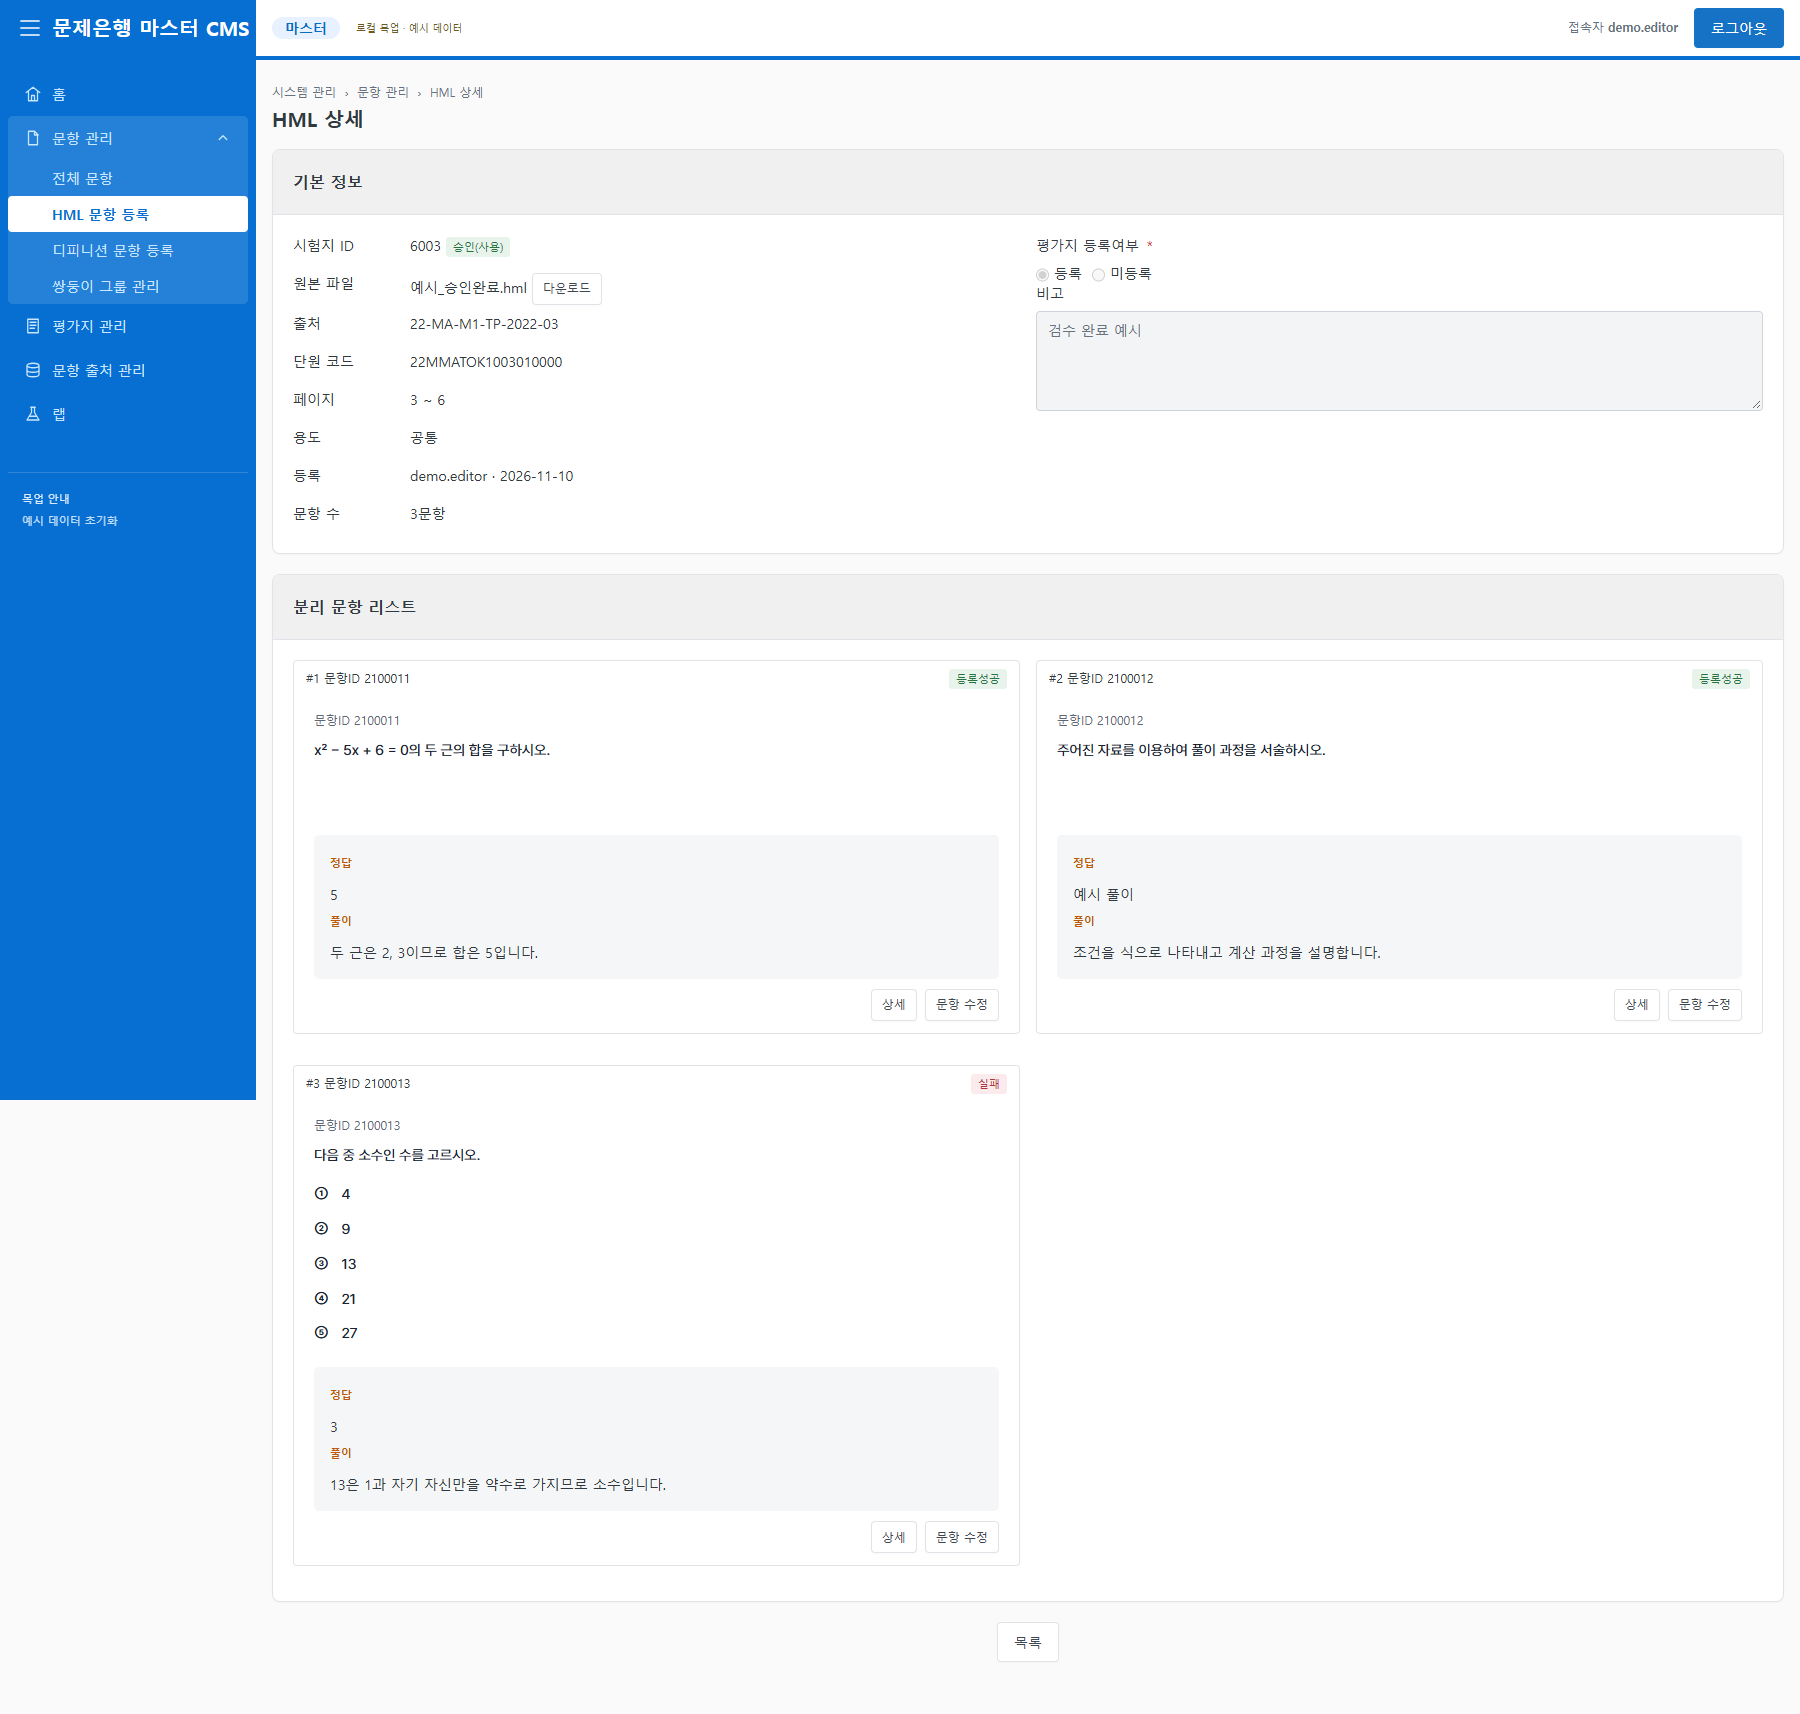 문제은행 마스터 CMS
마스터 로컬 목업 · 예시 데이터
접속자 demo.editor 로그아웃
홈
문항 관리
전체 문항
HML 문항 등록
디피니션 문항 등록
쌍둥이 그룹 관리
평가지 관리
문항 출처 관리
랩
목업 안내
예시 데이터 초기화
시스템 관리 › 문항 관리 › HML 상세
HML 상세
기본 정보
시험지 ID 6003 승인(사용)
원본 파일 예시_승인완료.hml 다운로드
출처 22-MA-M1-TP-2022-03
단원 코드 22MMATOK1003010000
페이지 3 ~ 6
용도 공통
등록 demo.editor · 2026-11-10
문항 수 3문항
평가지 등록여부 *
등록 미등록
비고
검수 완료 예시
분리 문항 리스트
#1 문항ID 2100011 등록성공
문항ID 2100011
x² − 5x + 6 = 0의 두 근의 합을 구하시오.
정답
5
풀이
두 근은 2, 3이므로 합은 5입니다.
상세 문항 수정
#2 문항ID 2100012 등록성공
문항ID 2100012
주어진 자료를 이용하여 풀이 과정을 서술하시오.
정답
예시 풀이
풀이
조건을 식으로 나타내고 계산 과정을 설명합니다.
상세 문항 수정
#3 문항ID 2100013 실패
문항ID 2100013
다음 중 소수인 수를 고르시오.
① 4
② 9
③ 13
④ 21
⑤ 27
정답
3
풀이
13은 1과 자기 자신만을 약수로 가지므로 소수입니다.
상세 문항 수정
목록